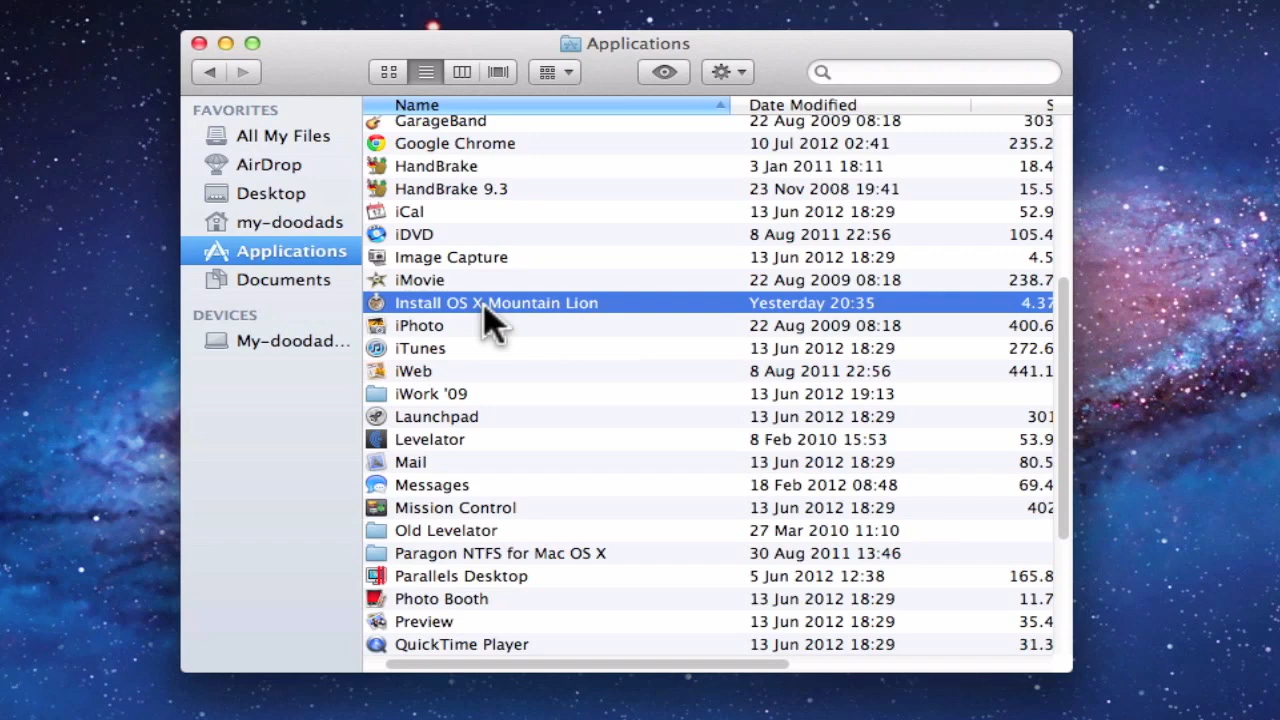 Applications
FAVORITES
All My Files
AirDrop
Desktop
my-doodads
Applications
Documents
DEVICES
My-doodad...
Name Date Modified S
GarageBand 22 Aug 2009 08:18 303
Google Chrome 10 Jul 2012 02:41 235.2
HandBrake 3 Jan 2011 18:11 18.4
HandBrake 9.3 23 Nov 2008 19:41 15.5
iCal 13 Jun 2012 18:29 52.9
iDVD 8 Aug 2011 22:56 105.4
Image Capture 13 Jun 2012 18:29 4.5
iMovie 22 Aug 2009 08:18 238.7
Install OS X Mountain Lion Yesterday 20:35 4.37
iPhoto 22 Aug 2009 08:18 400.6
iTunes 13 Jun 2012 18:29 272.6
iWeb 8 Aug 2011 22:56 441.1
iWork '09 13 Jun 2012 19:13
Launchpad 13 Jun 2012 18:29 301
Levelator 8 Feb 2010 15:53 53.9
Mail 13 Jun 2012 18:29 80.5
Messages 18 Feb 2012 08:48 69.4
Mission Control 13 Jun 2012 18:29 402
Old Levelator 27 Mar 2010 11:10
Paragon NTFS for Mac OS X 30 Aug 2011 13:46
Parallels Desktop 5 Jun 2012 12:38 165.8
Photo Booth 13 Jun 2012 18:29 11.7
Preview 13 Jun 2012 18:29 35.4
QuickTime Player 13 Jun 2012 18:29 31.3